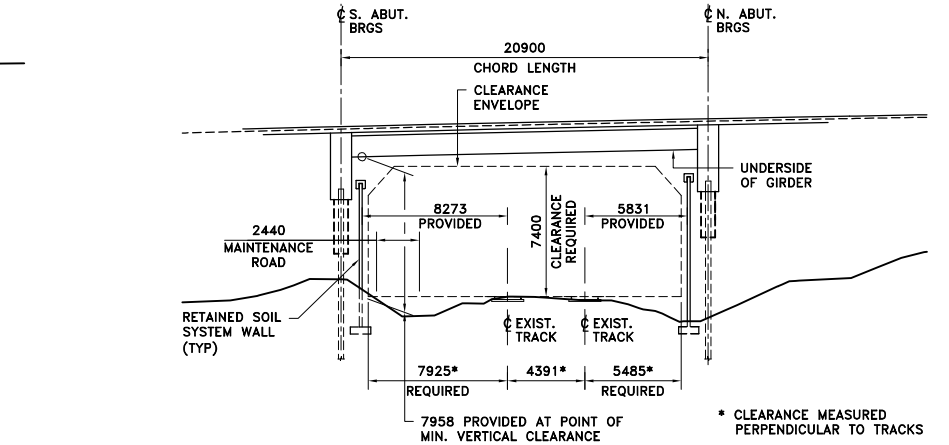 ℄ S. ABUT.
BRGS
℄ N. ABUT.
BRGS
20900
CHORD LENGTH
CLEARANCE
ENVELOPE
UNDERSIDE
OF GIRDER
8273
PROVIDED
5831
PROVIDED
7400
CLEARANCE
REQUIRED
2440
MAINTENANCE
ROAD
RETAINED SOIL
SYSTEM WALL
(TYP)
℄ EXIST.
TRACK
℄ EXIST.
TRACK
7925*
REQUIRED
4391*
5485*
REQUIRED
7958 PROVIDED AT POINT OF
MIN. VERTICAL CLEARANCE
* CLEARANCE MEASURED
PERPENDICULAR TO TRACKS